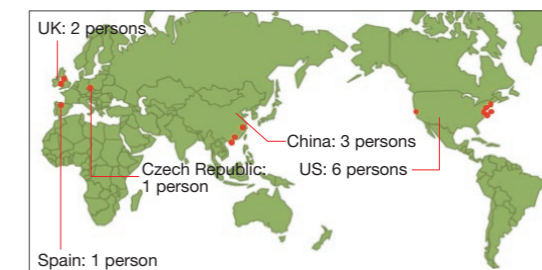 UK: 2 persons
China: 3 persons
Czech Republic:
1 person
US: 6 persons
Spain: 1 person